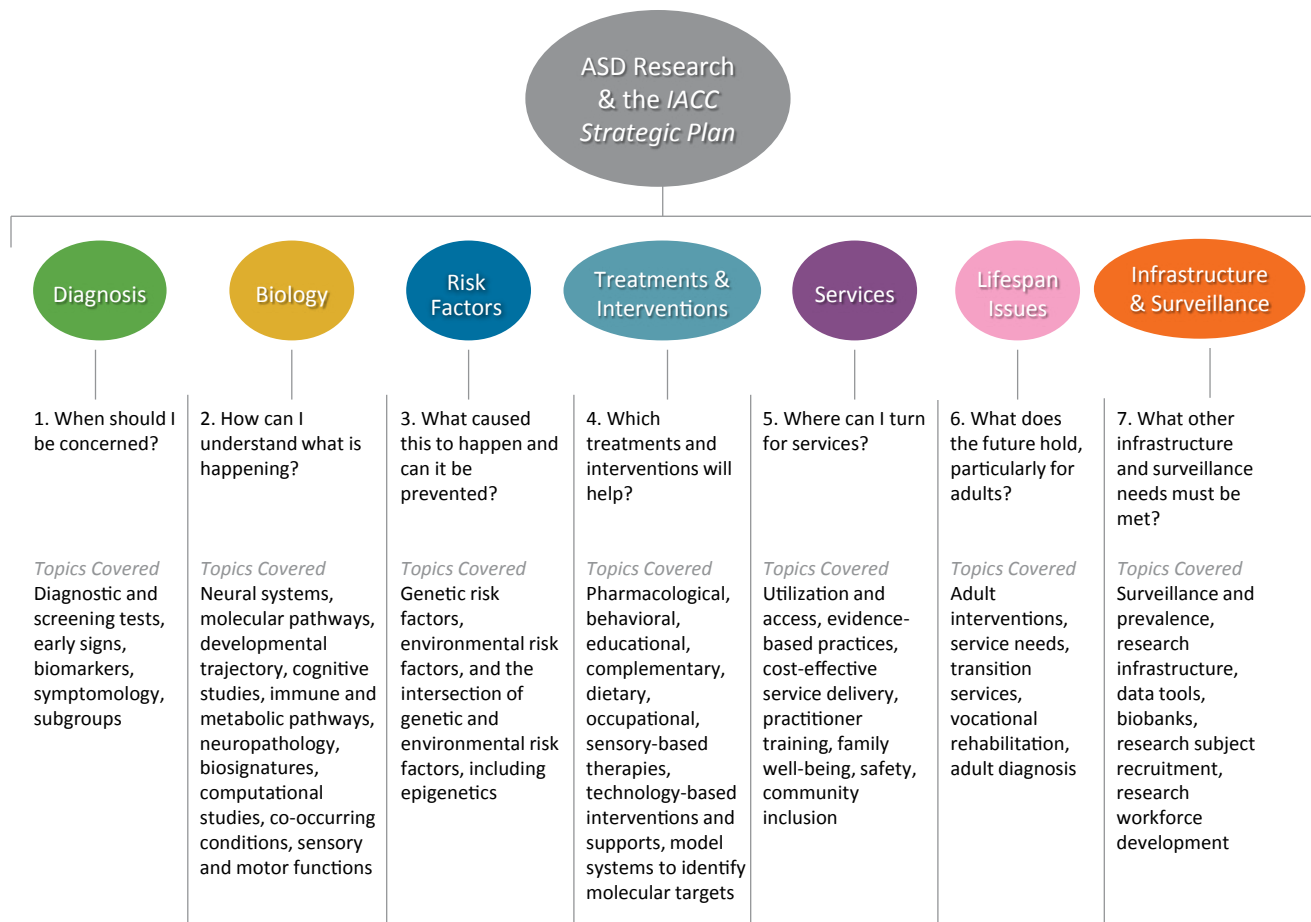 ASD Research
& the IACC
Strategic Plan
Diagnosis
Biology
Risk
Factors
Treatments &
Interventions
Services
Lifespan
Issues
Infrastructure
& Surveillance
1. When should I
be concerned?
2. How can I
understand what is
happening?
3. What caused
this to happen and
can it be
prevented?
4. Which
treatments and
interventions will
help?
5. Where can I turn
for services?
6. What does
the future hold,
particularly for
adults?
7. What other
infrastructure
and surveillance
needs must be
met?
Topics Covered
Diagnostic and
screening tests,
early signs,
biomarkers,
symptomology,
subgroups
Topics Covered
Neural systems,
molecular pathways,
developmental
trajectory, cognitive
studies, immune and
metabolic pathways,
neuropathology,
biosignatures,
computational
studies, co-occurring
conditions, sensory
and motor functions
Topics Covered
Genetic risk
factors,
environmental risk
factors, and the
intersection of
genetic and
environmental risk
factors, including
epigenetics
Topics Covered
Pharmacological,
behavioral,
educational,
complementary,
dietary,
occupational,
sensory-based
therapies,
technology-based
interventions and
supports, model
systems to identify
molecular targets
Topics Covered
Utilization and
access, evidence-
based practices,
cost-effective
service delivery,
practitioner
training, family
well-being, safety,
community
inclusion
Topics Covered
Adult
interventions,
service needs,
transition
services,
vocational
rehabilitation,
adult diagnosis
Topics Covered
Surveillance and
prevalence,
research
infrastructure,
data tools,
biobanks,
research subject
recruitment,
research
workforce
development